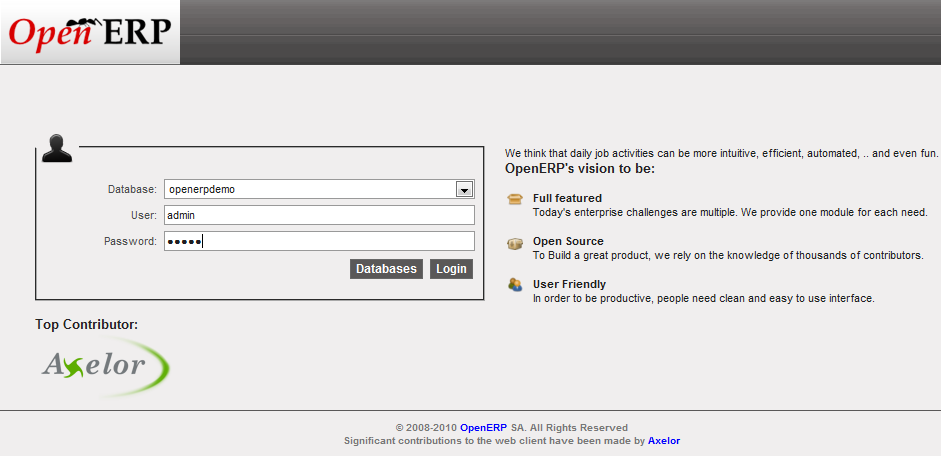 Open ERP
Database: openerpdemo
User: admin
Password: •••••
Databases Login
We think that daily job activities can be more intuitive, efficient, automated, .. and even fun.
OpenERP's vision to be:
Full featured
Today's enterprise challenges are multiple. We provide one module for each need.
Open Source
To Build a great product, we rely on the knowledge of thousands of contributors.
User Friendly
In order to be productive, people need clean and easy to use interface.
Top Contributor:
Axelor
© 2008-2010 OpenERP SA. All Rights Reserved
Significant contributions to the web client have been made by Axelor